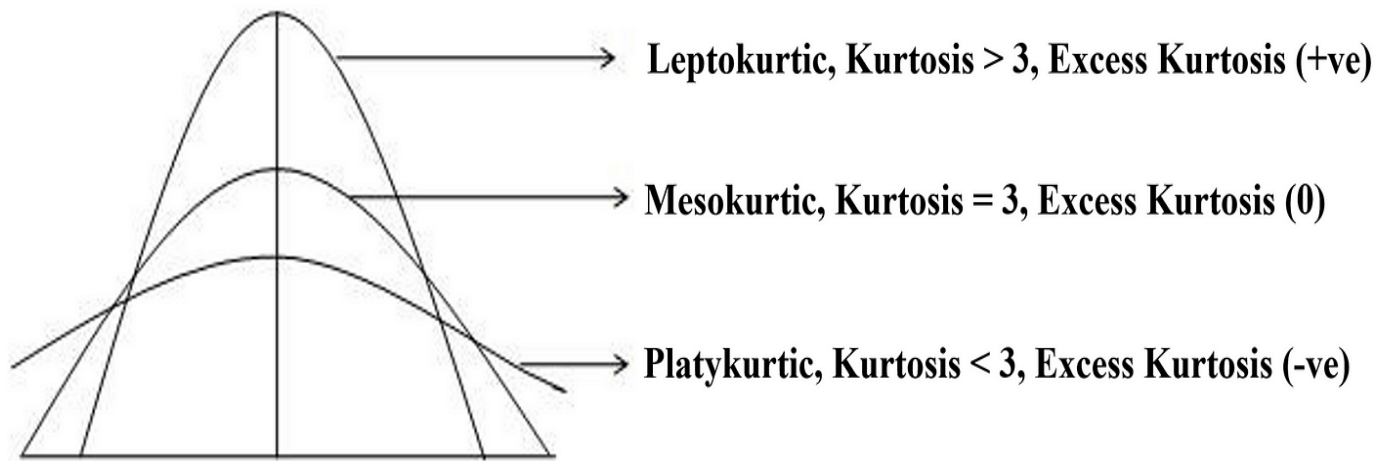 Leptokurtic, Kurtosis > 3, Excess Kurtosis (+ve)
Mesokurtic, Kurtosis = 3, Excess Kurtosis (0)
Platykurtic, Kurtosis < 3, Excess Kurtosis (-ve)